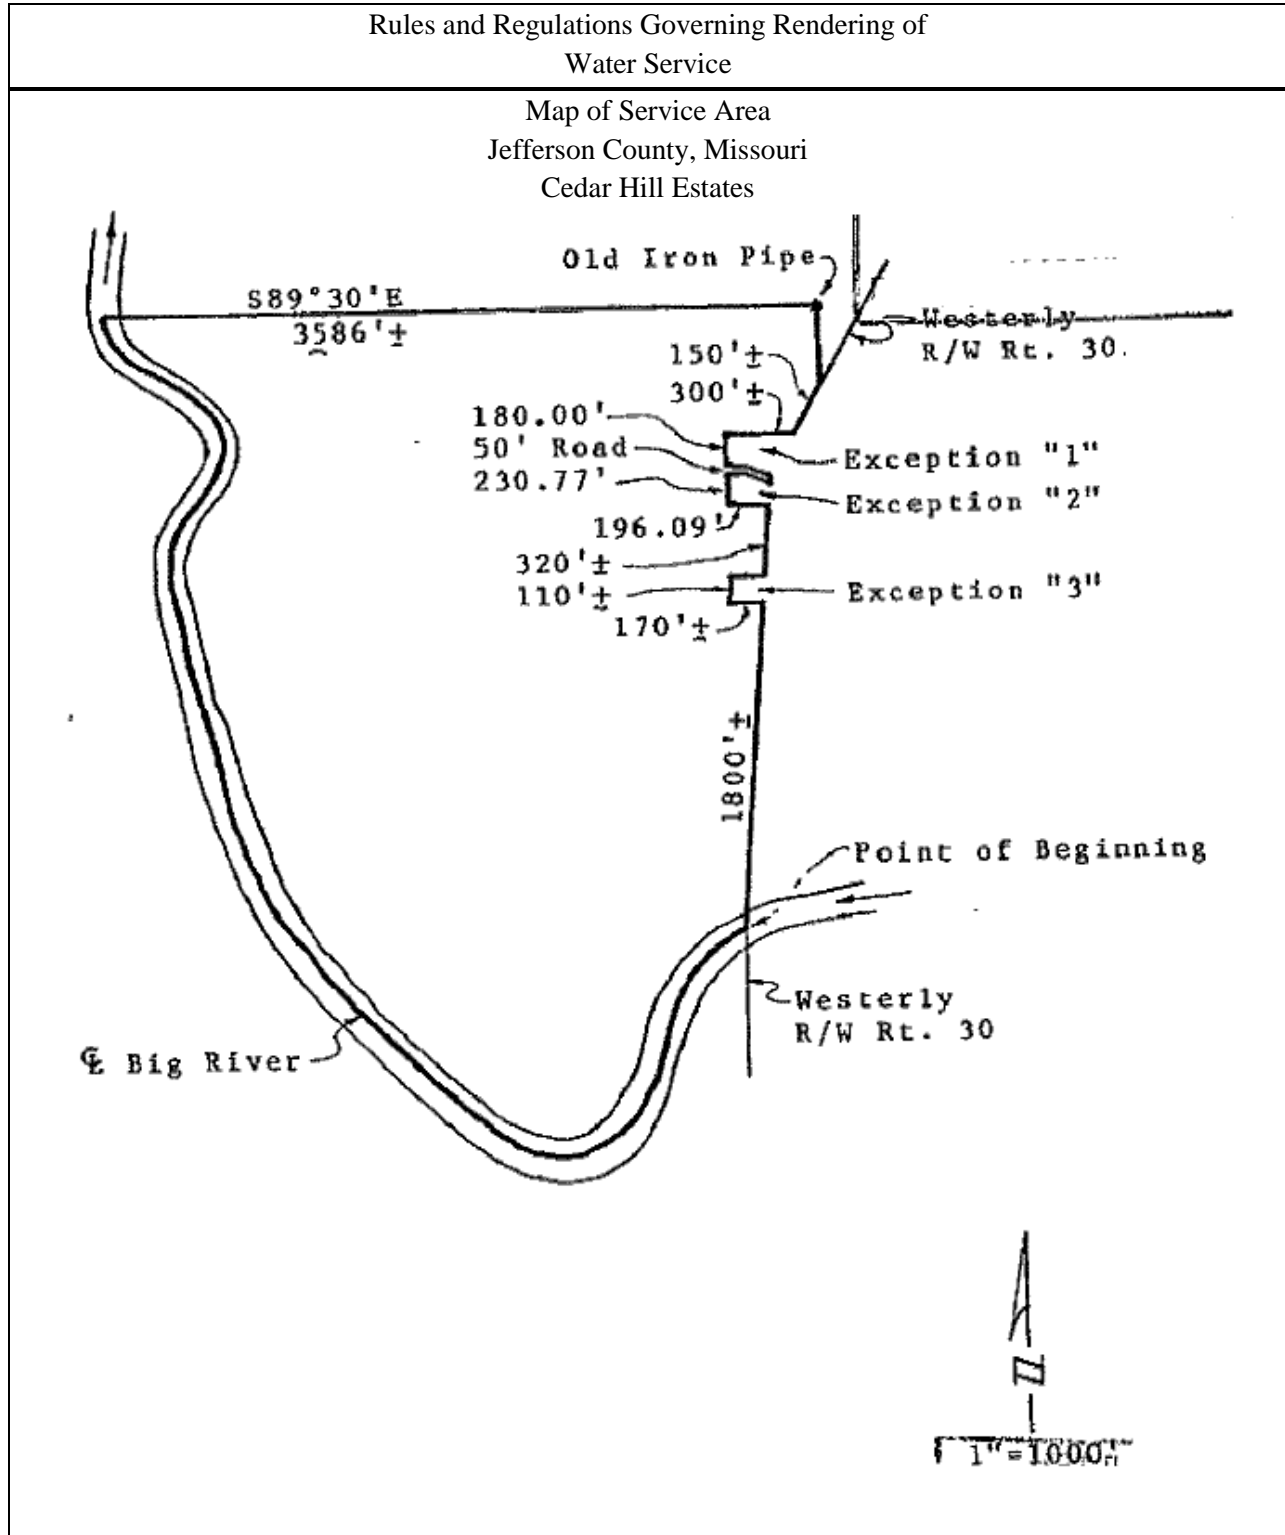 Rules and Regulations Governing Rendering of
Water Service
Map of Service Area
Jefferson County, Missouri
Cedar Hill Estates
Old Iron Pipe
S89°30'E
3586'±
Westerly
R/W Rt. 30.
150'±
300'±
180.00'
50' Road
230.77'
Exception "1"
Exception "2"
196.09'
320'±
110'±
Exception "3"
170'±
1800'±
Point of Beginning
Westerly
R/W Rt. 30
℄ Big River
N
1"=1000'